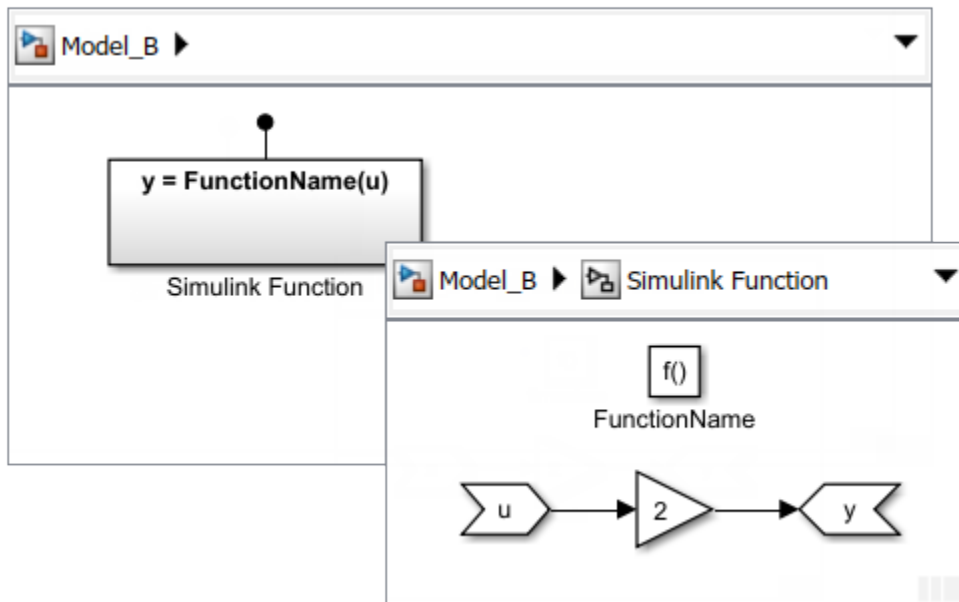 Model_B
y = FunctionName(u)
Simulink Function
Model_B Simulink Function
f()
FunctionName
u 2 y